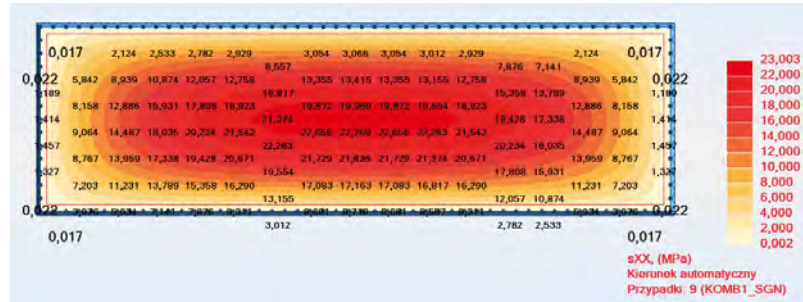 0,017 2,124 2,533 2,782 2,929 3,054 3,066 3,054 3,012 2,929 2,124 0,017
8,557 7,876 7,141
0,022 5,842 8,939 10,874 12,057 12,758 13,355 13,415 13,355 13,155 12,758 8,939 5,842 0,022
1,189 16,817 15,358 13,789 1,189
8,158 12,886 15,931 17,808 18,923 19,872 19,969 19,872 19,554 18,923 12,886 8,158
1,414 21,374 19,428 17,338 1,414
9,064 14,487 18,035 20,234 21,542 22,656 22,769 22,656 22,283 21,542 14,487 9,064
1,457 22,283 20,234 18,035 1,457
8,767 13,959 17,338 19,428 20,671 21,729 21,836 21,729 21,374 20,671 13,959 8,767
1,327 19,554 17,808 15,931 1,327
7,203 11,231 13,789 15,358 16,290 17,083 17,163 17,083 16,817 16,290 11,231 7,203
13,155 12,057 10,874
0,022 0,022
3,012 2,782 2,533
0,017 0,017
23,003
22,000
20,000
18,000
16,000
14,000
12,000
10,000
8,000
6,000
4,000
2,000
0,002
sXX, (MPa)
Kierunek automatyczny
Przypadki: 9 (KOMB1_SGN)